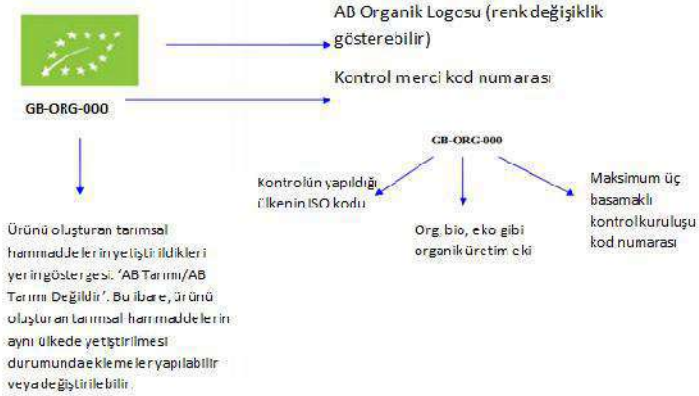 AB Organik Logosu (renk değişiklik
gösterebilir)
Kontrol merci kod numarası
GB-ORG-000
GB-ORG-000
Kontrolün yapıldığı
ülkenin ISO kodu
Org, bio, eko gibi
organik üretim eki
Maksimum üç
basamaklı
kontrol kuruluşu
kod numarası
Ürünü oluşturan tarımsal
hammaddelerin yetiştirildikleri
yerin göstergesi. ‘AB Tarımı/AB
Tarımı Değildir’. Bu ibare, ürünü
oluşturan tarımsal hammaddelerin
aynı ülkede yetiştirilmesi
durumunda eklemeler yapılabilir
veya değiştirilebilir.